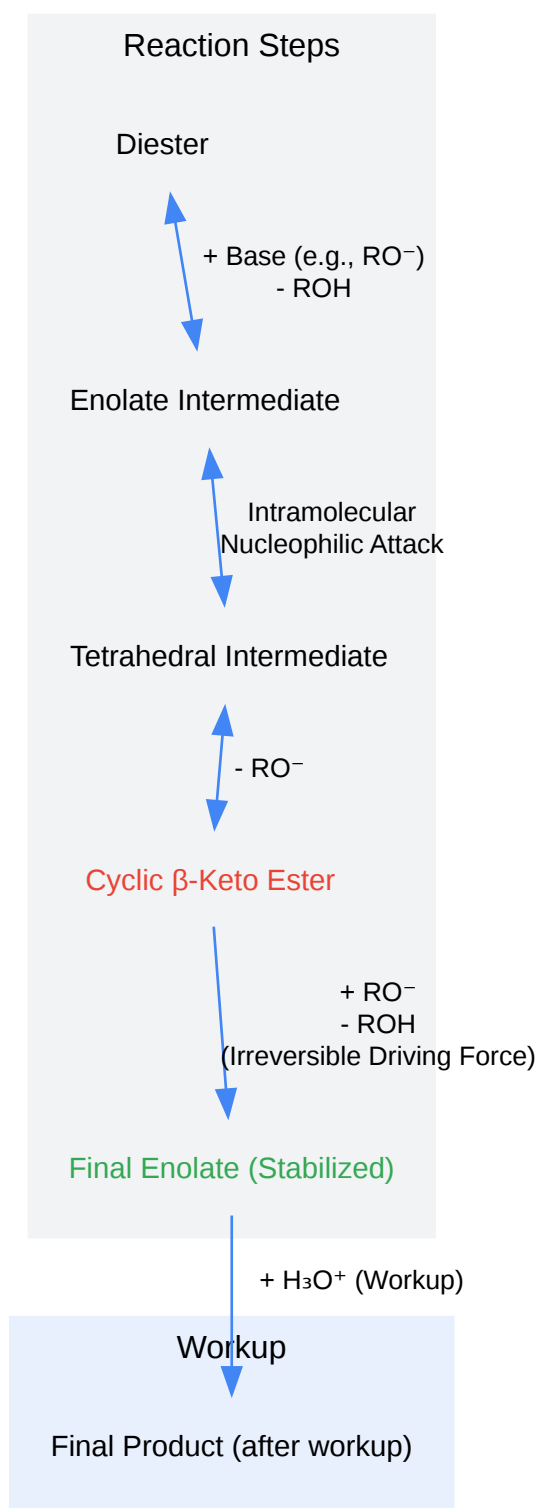 Reaction Steps
Diester
+ Base (e.g., RO⁻)
- ROH
Enolate Intermediate
Intramolecular
Nucleophilic Attack
Tetrahedral Intermediate
- RO⁻
Cyclic β-Keto Ester
+ RO⁻
- ROH
(Irreversible Driving Force)
Final Enolate (Stabilized)
+ H₃O⁺ (Workup)
Workup
Final Product (after workup)